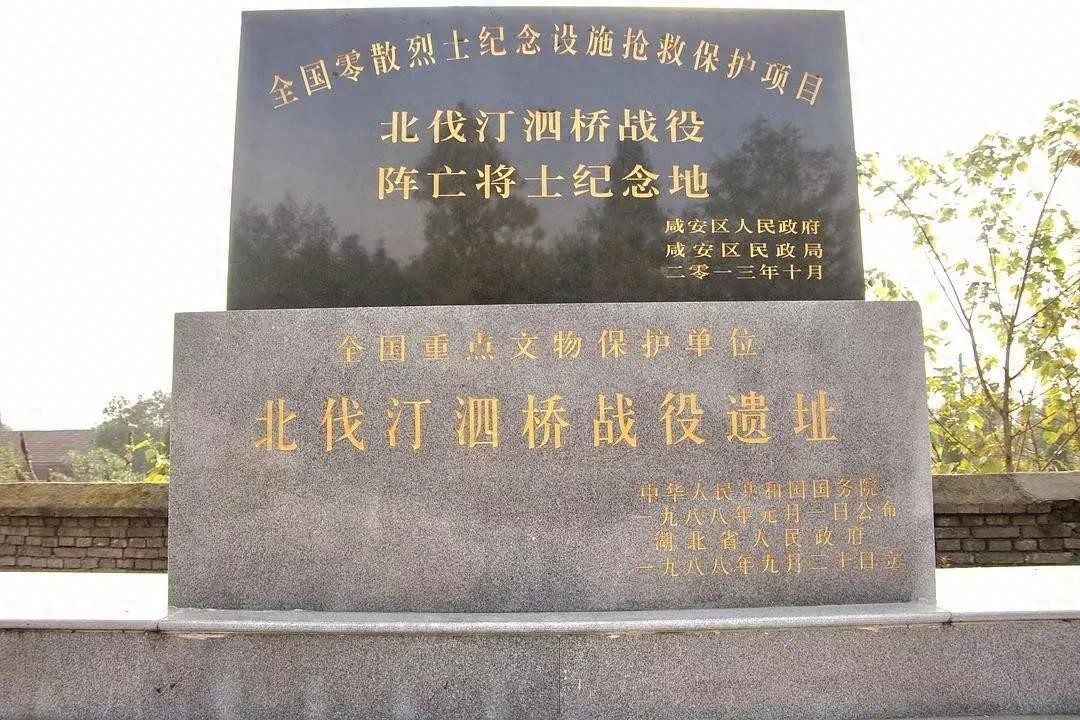 全国零散烈士纪念设施抢救保护项目
北伐汀泗桥战役
阵亡将士纪念地
咸安区人民政府
咸安区民政局
二零一三年十月
全国重点文物保护单位
北伐汀泗桥战役遗址
中华人民共和国国务院
一九八八年元月一日公布
湖北省人民政府
一九八八年九月二十日立